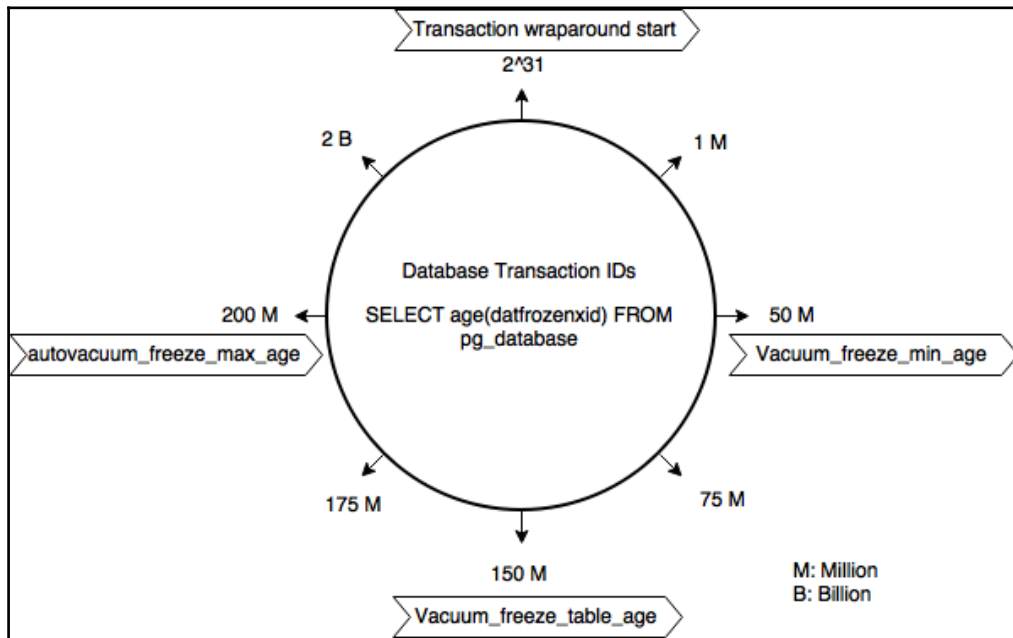 Transaction wraparound start
2^31
2 B
1 M
Database Transaction IDs
SELECT age(datfrozenxid) FROM
pg_database
200 M
50 M
autovacuum_freeze_max_age
Vacuum_freeze_min_age
175 M
75 M
150 M
Vacuum_freeze_table_age
M: Million
B: Billion